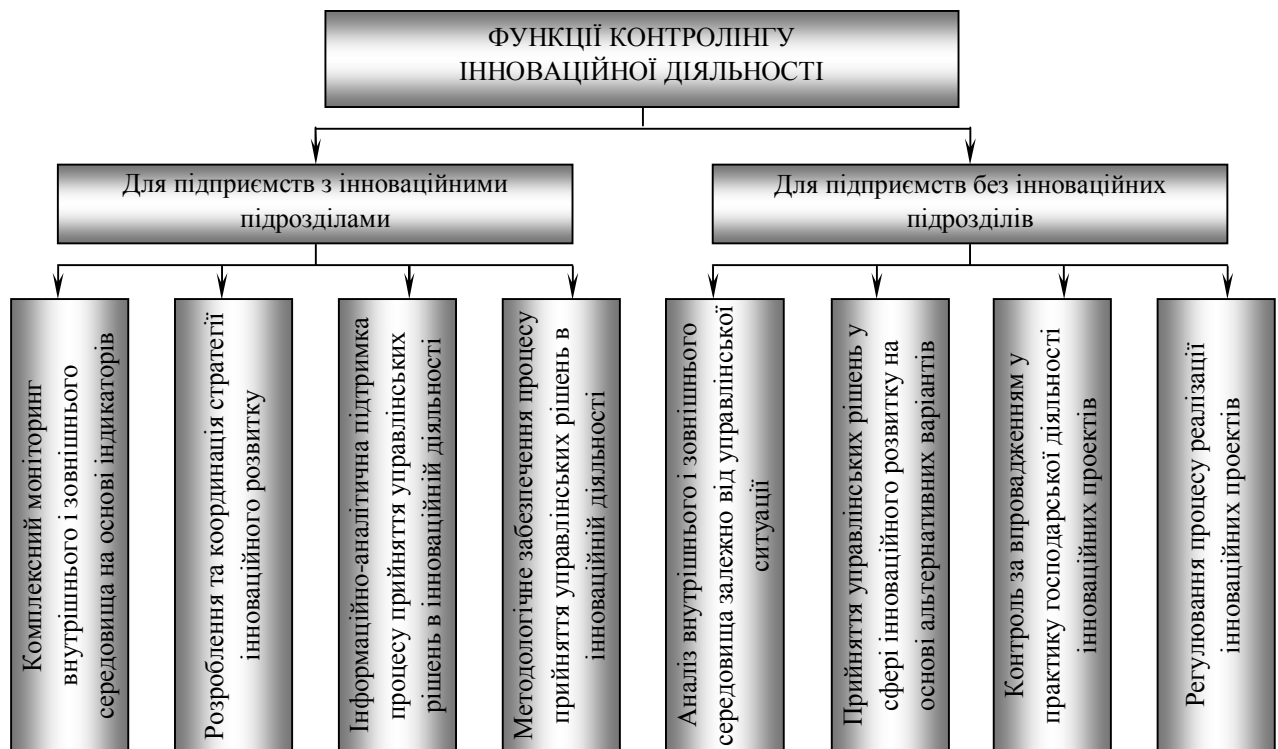 ФУНКЦІЇ КОНТРОЛІНГУ
ІННОВАЦІЙНОЇ ДІЯЛЬНОСТІ
Для підприємств з інноваційними
підрозділами
Для підприємств без інноваційних
підрозділів
Комплексний моніторинг
внутрішнього і зовнішнього
середовища на основі індикаторів
Розроблення та координація стратегії
інноваційного розвитку
Інформаційно-аналітична підтримка
процесу прийняття управлінських
рішень в інноваційній діяльності
Методологічне забезпечення процесу
прийняття управлінських рішень в
інноваційній діяльності
Аналіз внутрішнього і зовнішнього
середовища залежно від управлінської
ситуації
Прийняття управлінських рішень у
сфері інноваційного розвитку на
основі альтернативних варіантів
Контроль за впровадженням у
практику господарської діяльності
інноваційних проектів
Регулювання процесу реалізації
інноваційних проектів